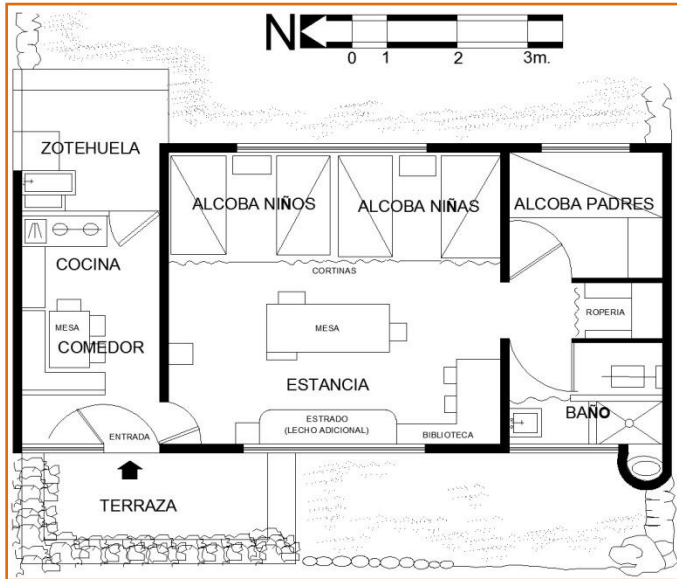 N
0 1 2 3m.
ZOTEHUELA
ALCOBA NIÑOS
ALCOBA NIÑAS
ALCOBA PADRES
COCINA
CORTINAS
ROPERIA
MESA
MESA
COMEDOR
ESTANCIA
BAÑO
ESTRADO
(LECHO ADICIONAL)
BIBLIOTECA
ENTRADA
TERRAZA